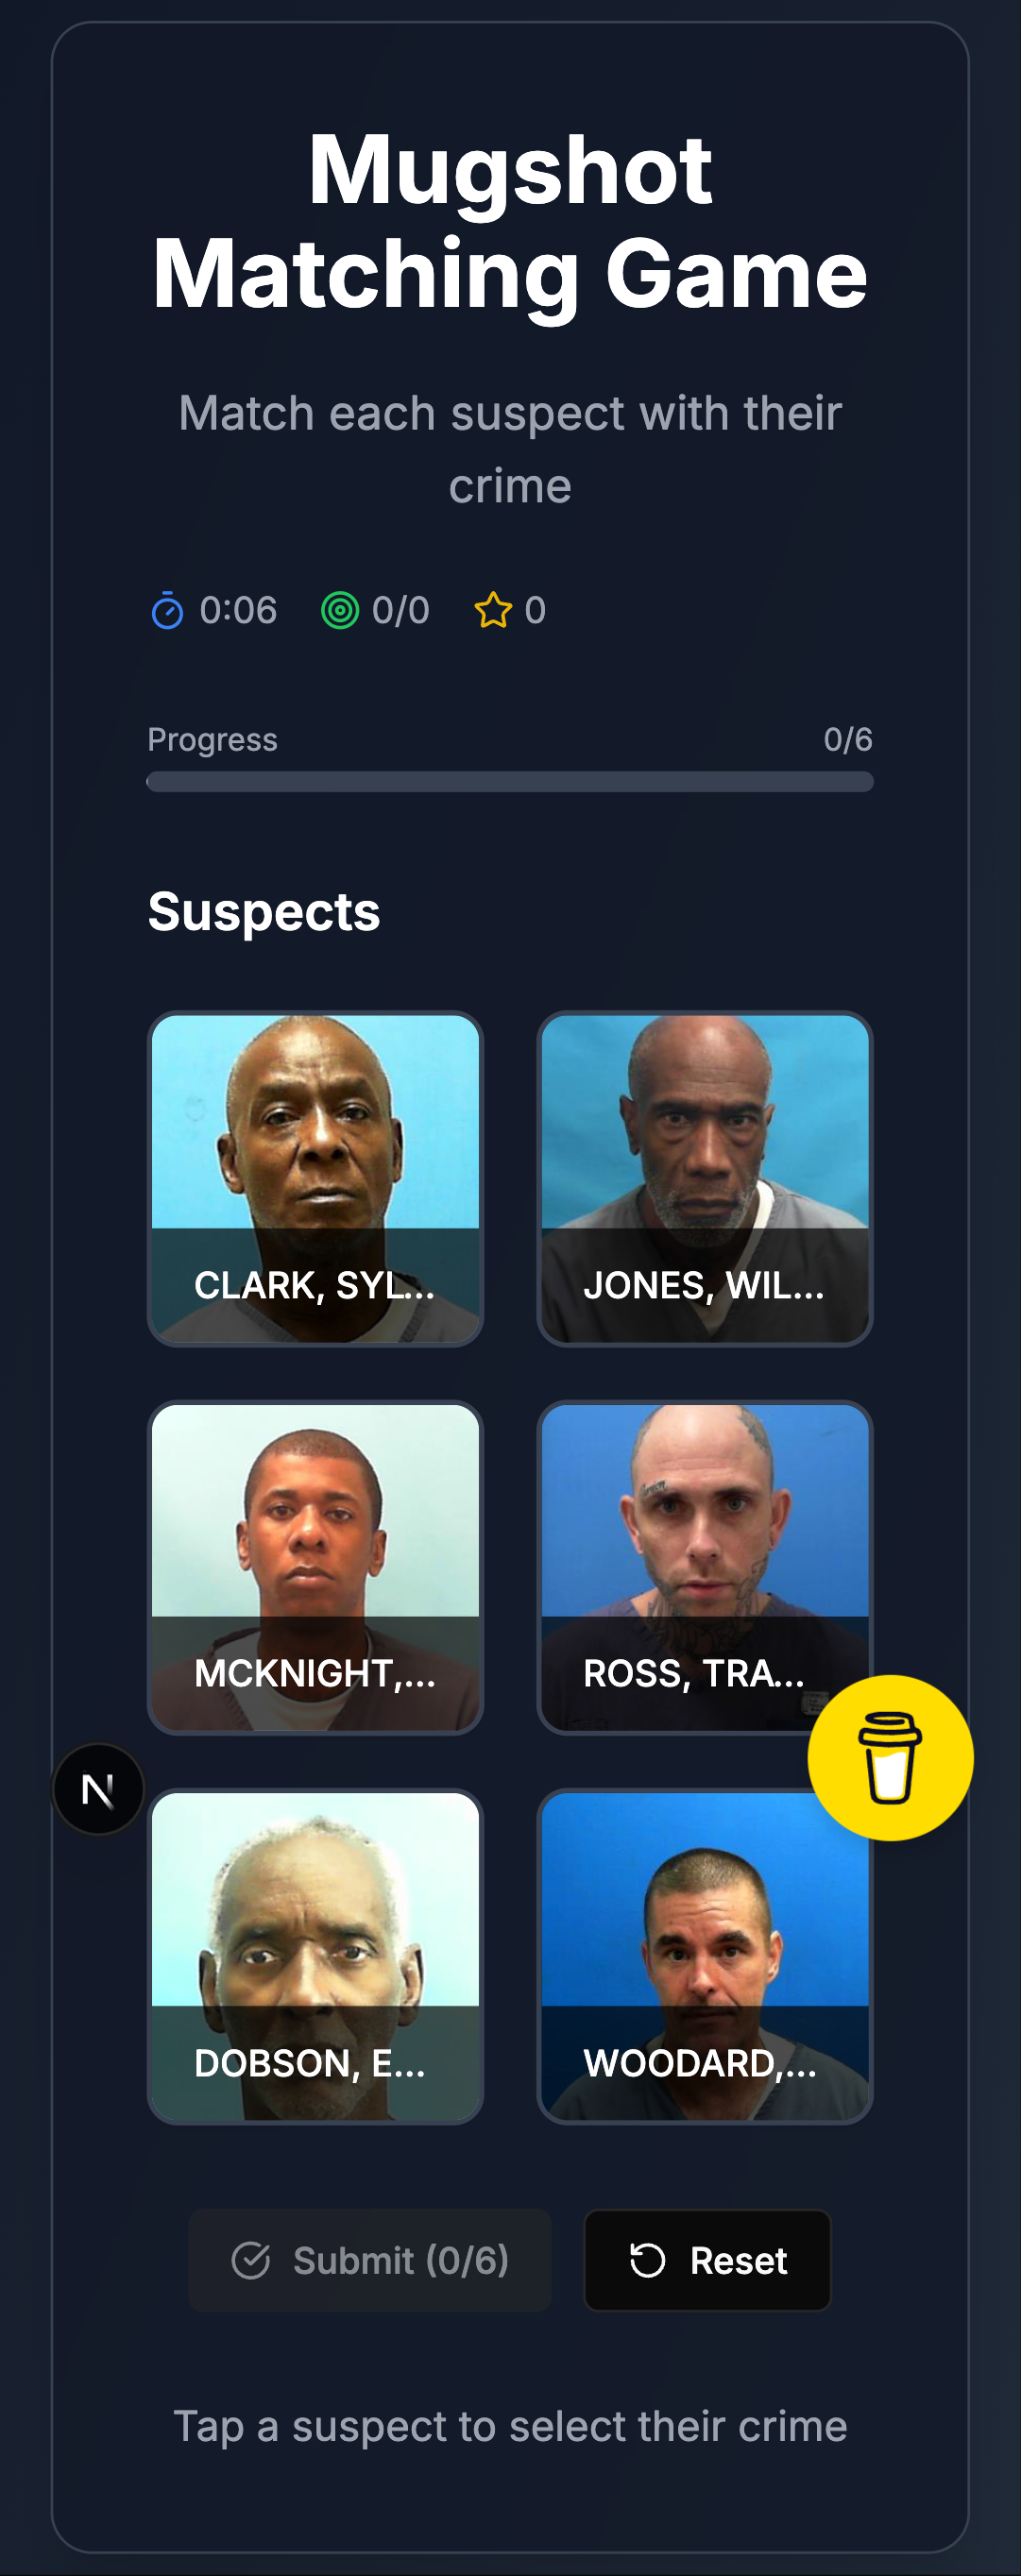 Mugshot
Matching Game
Match each suspect with their
crime
0:06 0/0 0
Progress 0/6
Suspects
CLARK, SYL... JONES, WIL...
MCKNIGHT,... ROSS, TRA...
N
DOBSON, E... WOODARD,...
Submit (0/6) Reset
Tap a suspect to select their crime